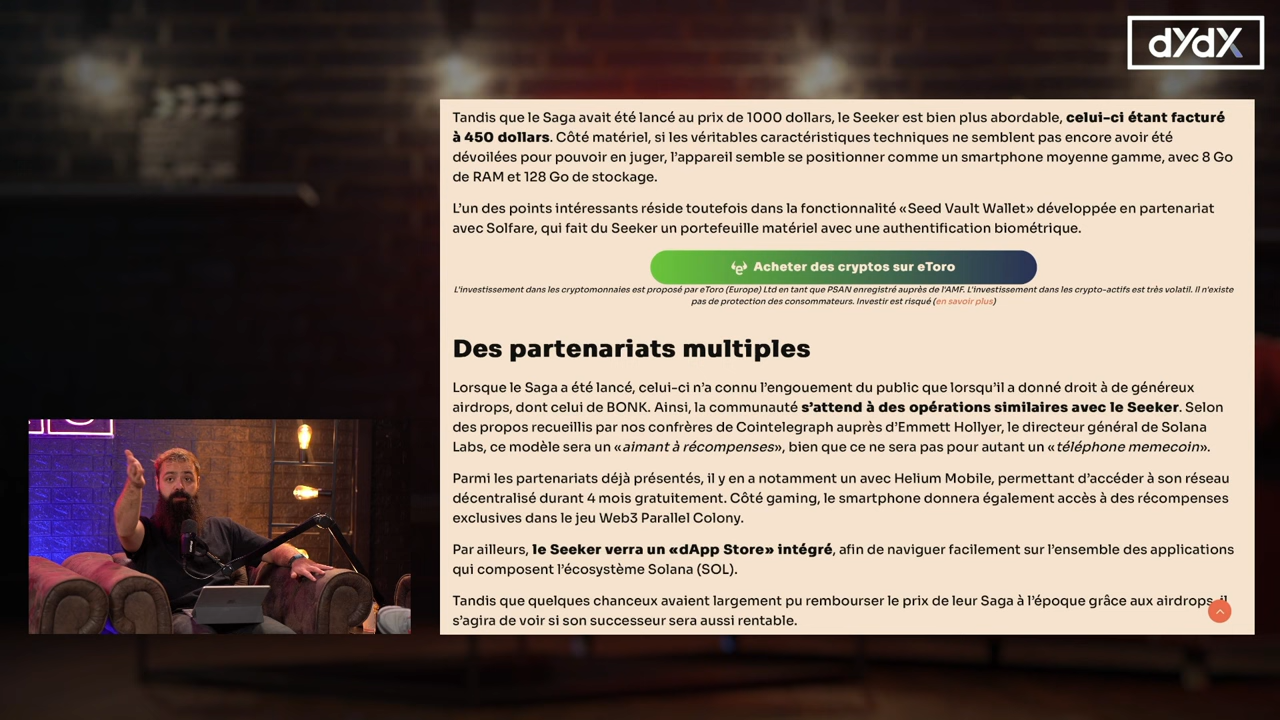 dYdX
Tandis que le Saga avait été lancé au prix de 1000 dollars, le Seeker est bien plus abordable, celui-ci étant facturé
à 450 dollars. Côté matériel, si les véritables caractéristiques techniques ne semblent pas encore avoir été
dévoilées pour pouvoir en juger, l’appareil semble se positionner comme un smartphone moyenne gamme, avec 8 Go
de RAM et 128 Go de stockage.
L’un des points intéressants réside toutefois dans la fonctionnalité «Seed Vault Wallet» développée en partenariat
avec Solfare, qui fait du Seeker un portefeuille matériel avec une authentification biométrique.
Acheter des cryptos sur eToro
L'investissement dans les cryptomonnaies est proposé par eToro (Europe) Ltd en tant que PSAN enregistré auprès de l'AMF. L'investissement dans les crypto-actifs est très volatil. Il n'existe
pas de protection des consommateurs. Investir est risqué (en savoir plus)
Des partenariats multiples
Lorsque le Saga a été lancé, celui-ci n’a connu l’engouement du public que lorsqu’il a donné droit à de généreux
airdrops, dont celui de BONK. Ainsi, la communauté s’attend à des opérations similaires avec le Seeker. Selon
des propos recueillis par nos confrères de Cointelegraph auprès d’Emmett Hollyer, le directeur général de Solana
Labs, ce modèle sera un «aimant à récompenses», bien que ce ne sera pas pour autant un «téléphone memecoin».
Parmi les partenariats déjà présentés, il y en a notamment un avec Helium Mobile, permettant d’accéder à son réseau
décentralisé durant 4 mois gratuitement. Côté gaming, le smartphone donnera également accès à des récompenses
exclusives dans le jeu Web3 Parallel Colony.
Par ailleurs, le Seeker verra un «dApp Store» intégré, afin de naviguer facilement sur l’ensemble des applications
qui composent l’écosystème Solana (SOL).
Tandis que quelques chanceux avaient largement pu rembourser le prix de leur Saga à l’époque grâce aux airdrops, il
s’agira de voir si son successeur sera aussi rentable.